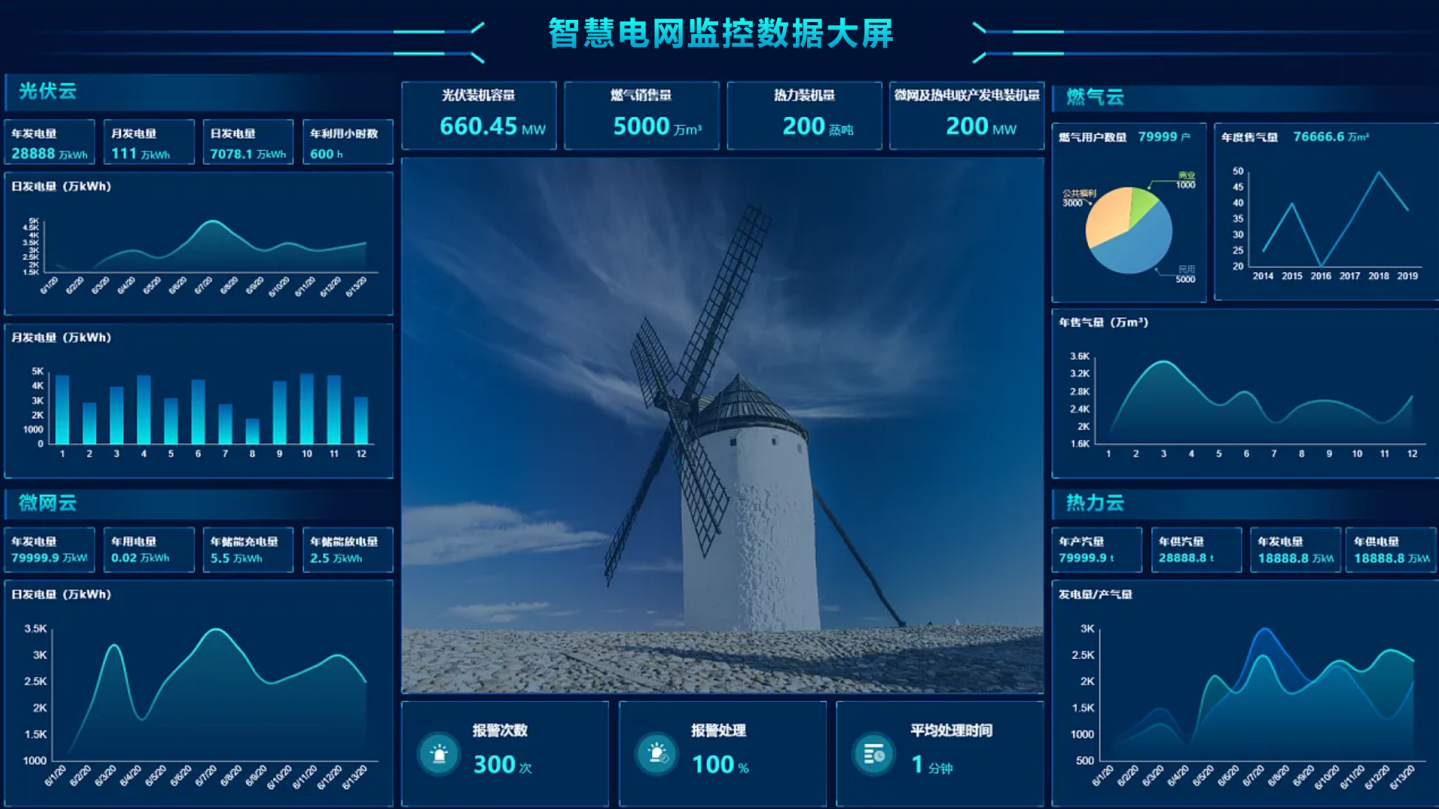 智慧电网监控数据大屏
光伏云
年发电量
28888 万kWh
月发电量
111 万kWh
日发电量
7078.1 万kWh
年利用小时数
600 h
日发电量（万kWh）
5K
4.5K
4K
3.5K
3K
2.5K
2K
1.5K
6/1/20 6/2/20 6/3/20 6/4/20 6/5/20 6/6/20 6/7/20 6/8/20 6/9/20 6/10/20 6/11/20 6/12/20 6/13/20
月发电量（万kWh）
5K
4K
3K
2K
1000
0
1 2 3 4 5 6 7 8 9 10 11 12
微网云
年发电量
79999.9 万kW
年用电量
0.02 万kWh
年储能充电量
5.5 万kWh
年储能放电量
2.5 万kWh
日发电量（万kWh）
3.5K
3K
2.5K
2K
1.5K
1000
6/1/20 6/2/20 6/3/20 6/4/20 6/5/20 6/6/20 6/7/20 6/8/20 6/9/20 6/10/20 6/11/20 6/12/20 6/13/20
光伏装机容量
660.45 MW
燃气销售量
5000 万m³
热力装机量
200 蒸吨
微网及热电联产发电装机量
200 MW
报警次数
300 次
报警处理
100 %
平均处理时间
1 分钟
燃气云
燃气用户数量 79999 户
商业
1000
公共福利
3000
民用
5000
年度售气量 76666.6 万m³
50
45
40
35
30
25
20
2014 2015 2016 2017 2018 2019
年售气量（万m³）
3.6K
3.2K
2.8K
2.4K
2K
1.6K
1 2 3 4 5 6 7 8 9 10 11 12
热力云
年产汽量
79999.9 t
年供汽量
28888.8 t
年发电量
18888.8 万kW
年供电量
18888.8 万kW
发电量/产气量
3K
2.5K
2K
1.5K
1000
500
6/1/20 6/2/20 6/3/20 6/4/20 6/5/20 6/6/20 6/7/20 6/8/20 6/9/20 6/10/20 6/11/20 6/12/20 6/13/20